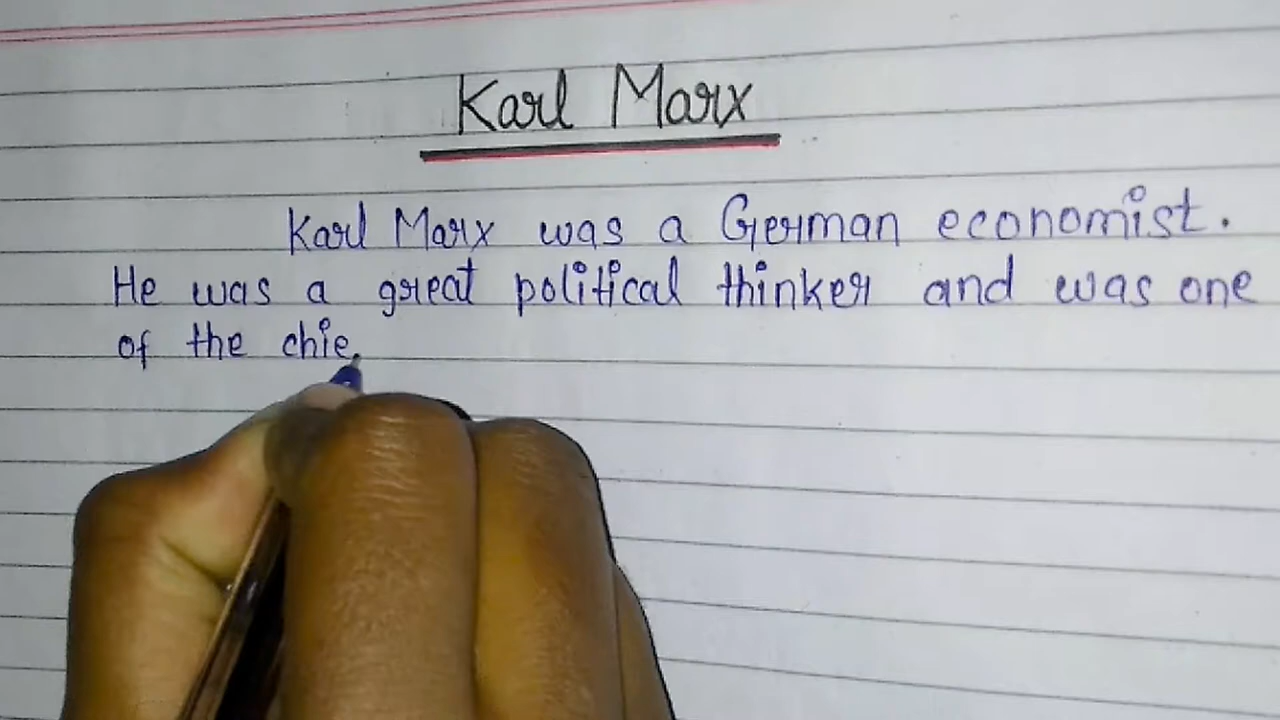 Karl Marx
Karl Marx was a German economist.
He was a great political thinker and was one
of the chie